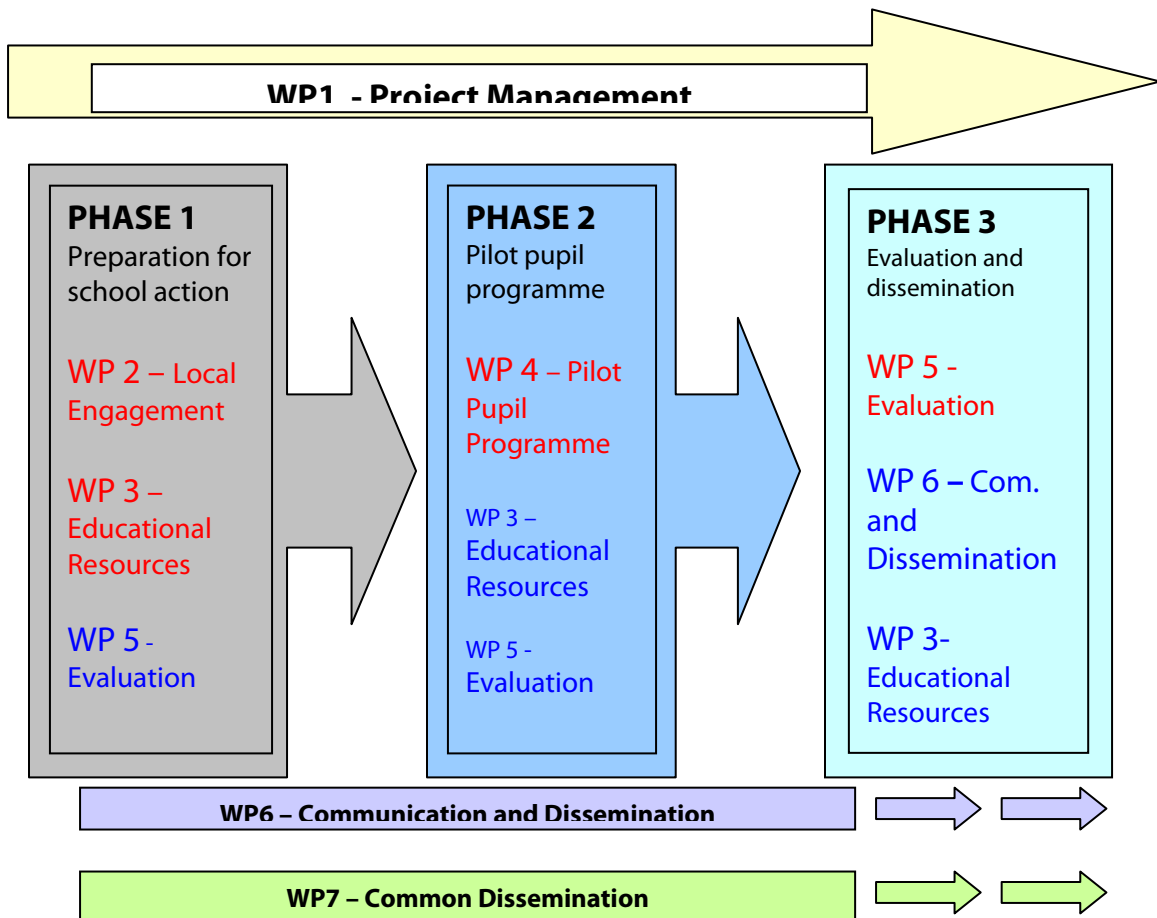 WP1 - Project Management
PHASE 1
Preparation for
school action
WP 2 – Local
Engagement
WP 3 –
Educational
Resources
WP 5 -
Evaluation
PHASE 2
Pilot pupil
programme
WP 4 – Pilot
Pupil
Programme
WP 3 –
Educational
Resources
WP 5 -
Evaluation
PHASE 3
Evaluation and
dissemination
WP 5 -
Evaluation
WP 6 – Com.
and
Dissemination
WP 3-
Educational
Resources
WP6 – Communication and Dissemination
WP7 – Common Dissemination